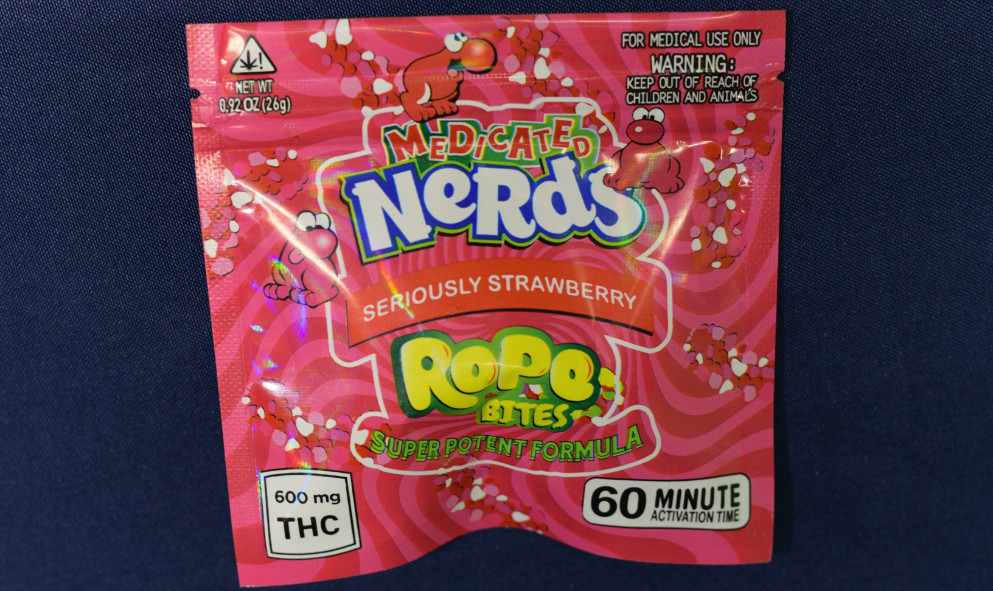 NET WT
0.92 OZ (26g)
FOR MEDICAL USE ONLY
WARNING:
KEEP OUT OF REACH OF
CHILDREN AND ANIMALS
MEDICATED
NeRdS
SERIOUSLY STRAWBERRY
RoPe
BITES
SUPER POTENT FORMULA
600 mg
THC
60 MINUTE
ACTIVATION TIME